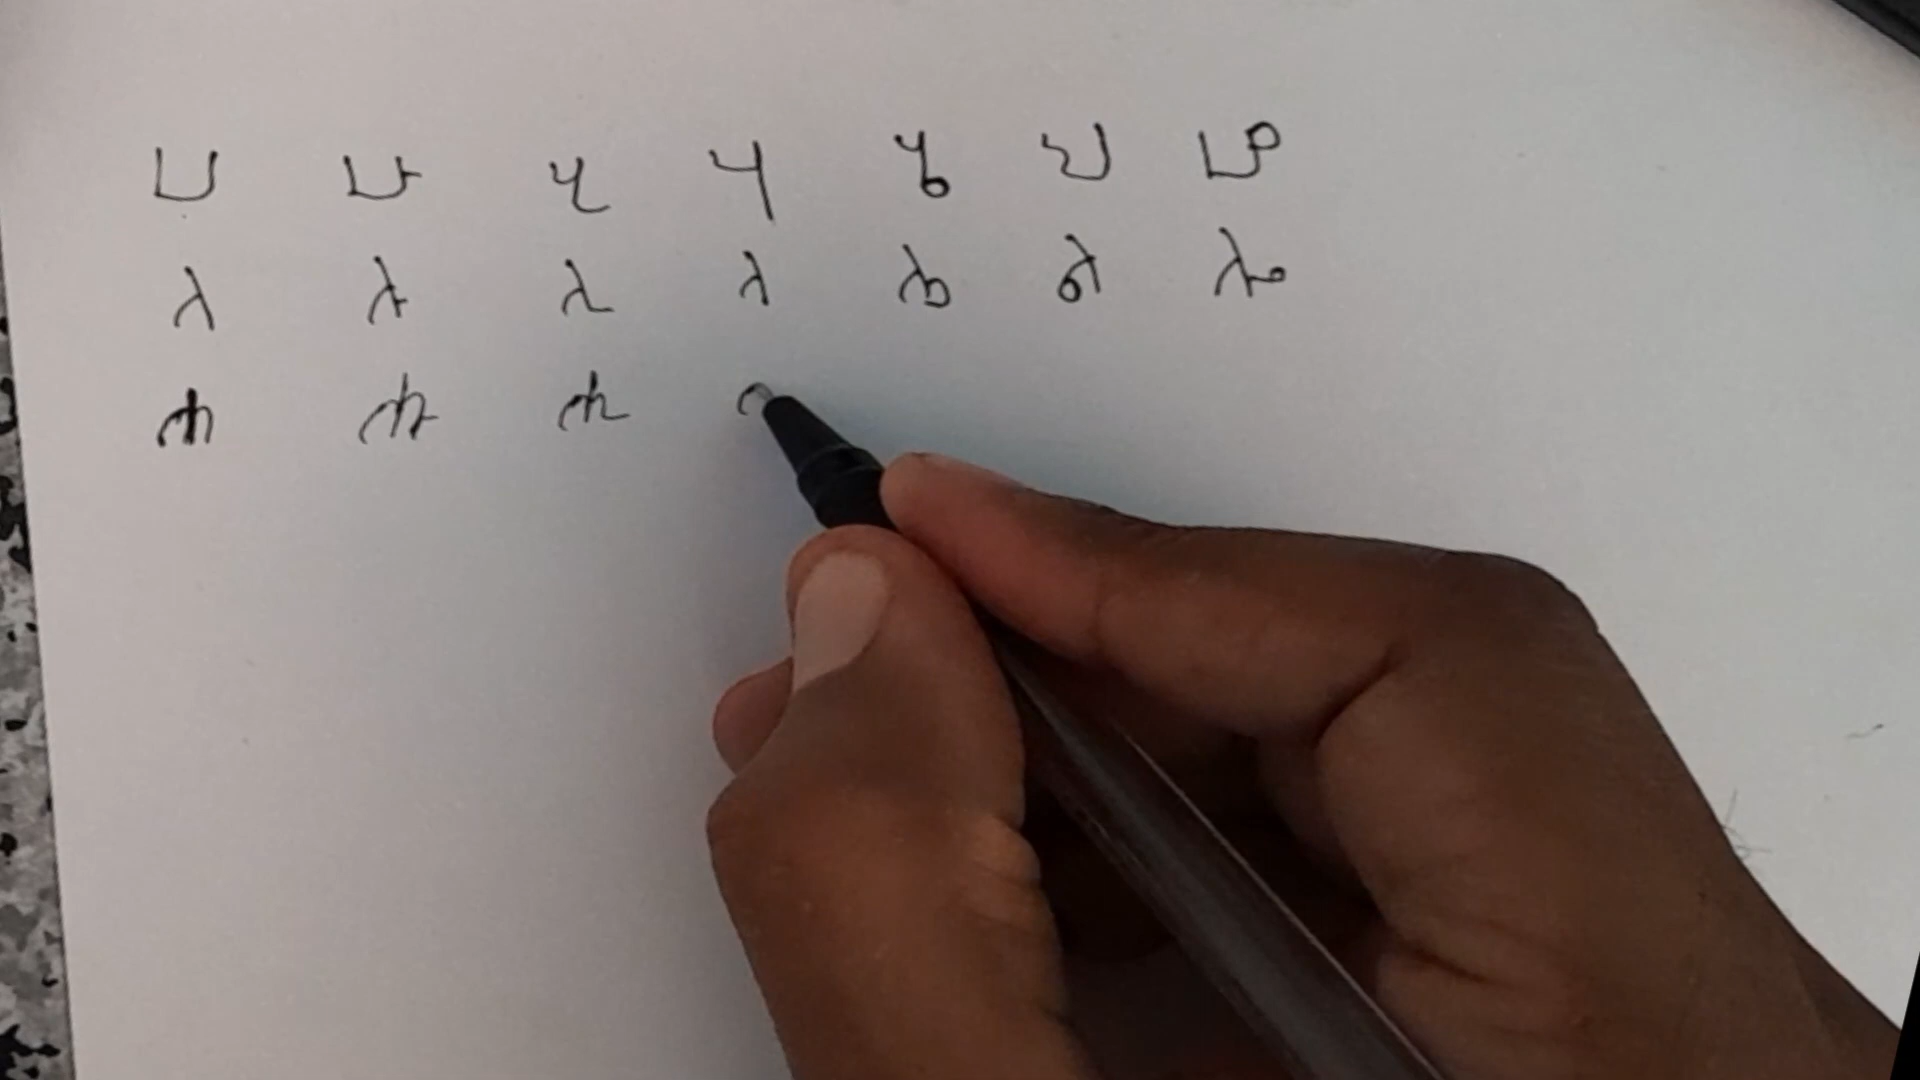 ሀ ሁ ሂ ሃ ሄ ህ ሆ
ለ ሉ ሊ ላ ሌ ል ሎ
ሐ ሑ ሒ